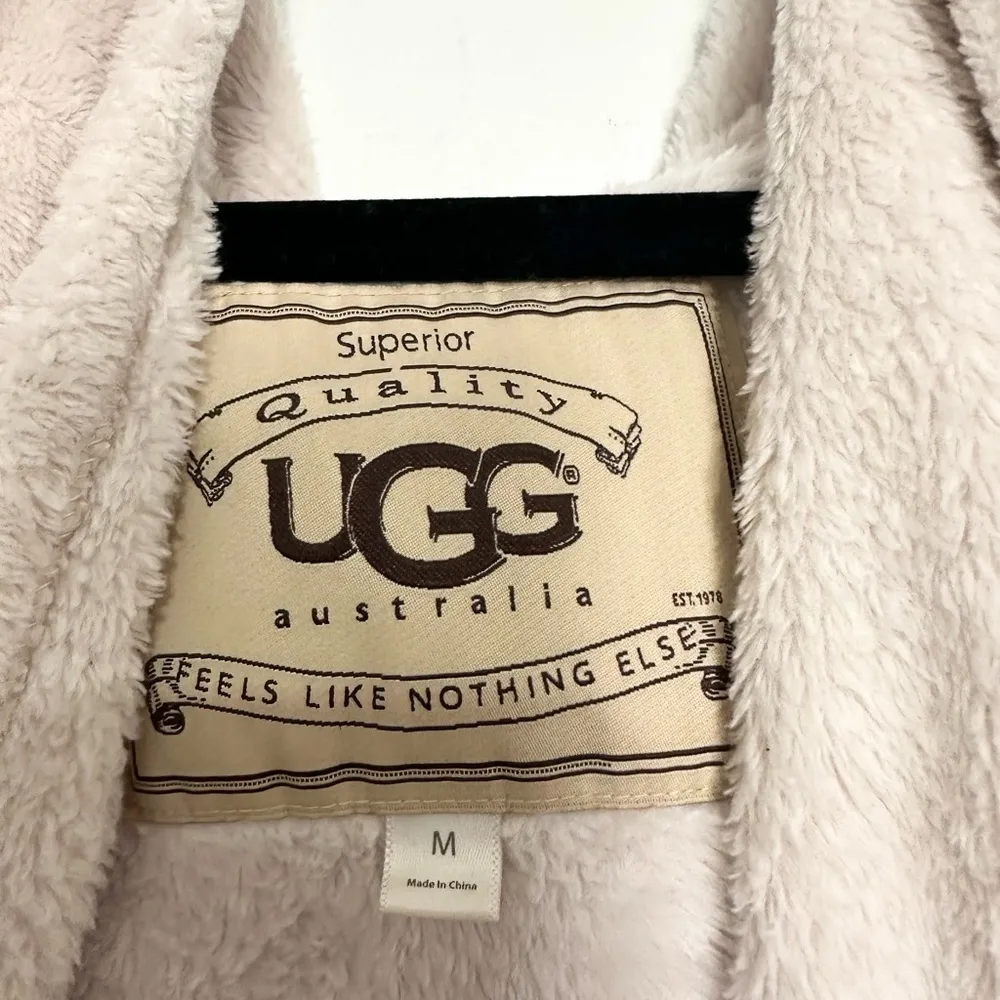 Superior
Quality
UGG®
australia
EST. 1978
FEELS LIKE NOTHING ELSE
M
Made In China